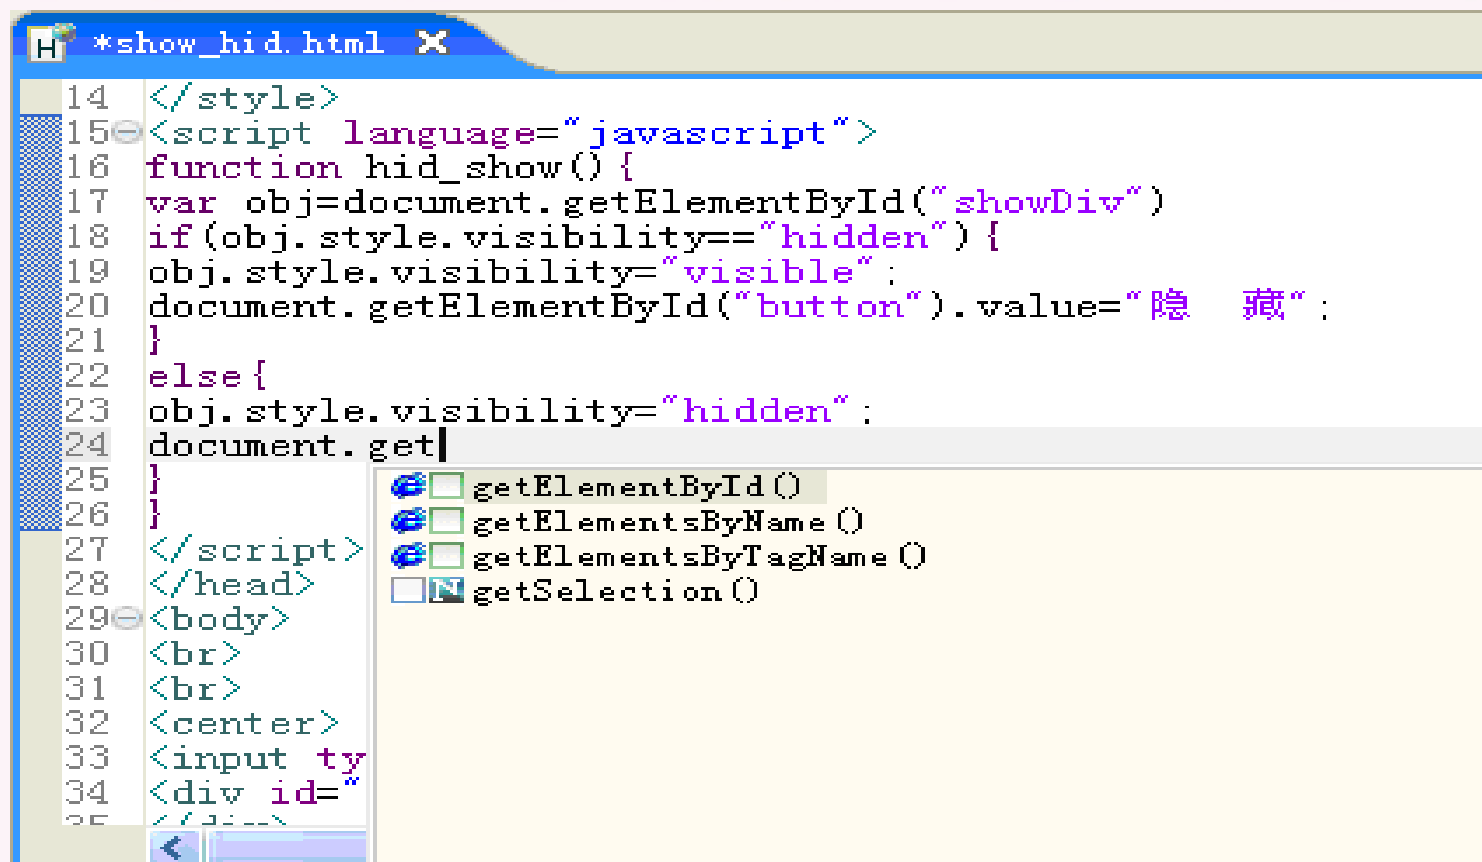 *show_hid.html
14 </style>
15 <script language="javascript">
16 function hid_show(){
17 var obj=document.getElementById("showDiv")
18 if(obj.style.visibility=="hidden"){
19 obj.style.visibility="visible";
20 document.getElementById("button").value="隐  藏";
21 }
22 else{
23 obj.style.visibility="hidden";
24 document.get
25 }
26 }
27 </script>
28 </head>
29 <body>
30 <br>
31 <br>
32 <center>
33 <input ty
34 <div id="
35 </div>
getElementById()
getElementsByName()
getElementsByTagName()
getSelection()